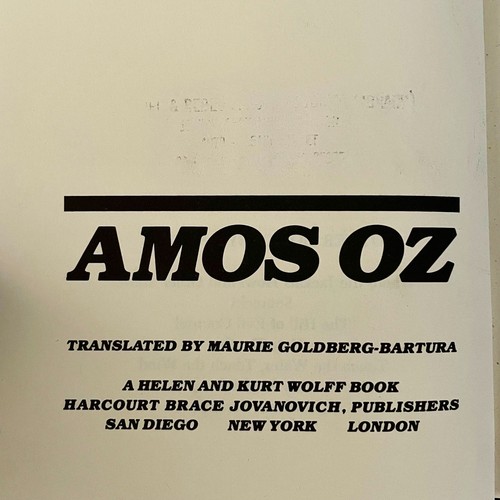 AMOS OZ
TRANSLATED BY MAURIE GOLDBERG-BARTURA
A HELEN AND KURT WOLFF BOOK
HARCOURT BRACE JOVANOVICH, PUBLISHERS
SAN DIEGO NEW YORK LONDON